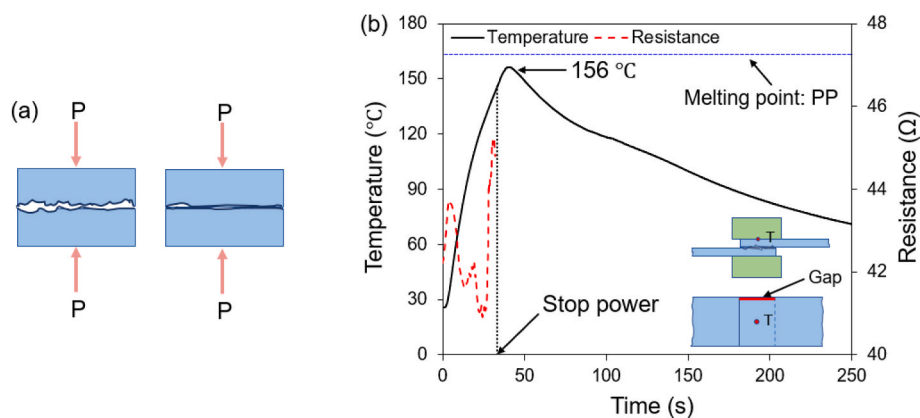 (a)
P
P
P
P
(b)
180
150
120
90
60
30
0
Temperature (℃)
Temperature
Resistance
156 ℃
Melting point: PP
Stop power
T
Gap
T
48
46
44
42
40
Resistance (Ω)
0
50
100
150
200
250
Time (s)